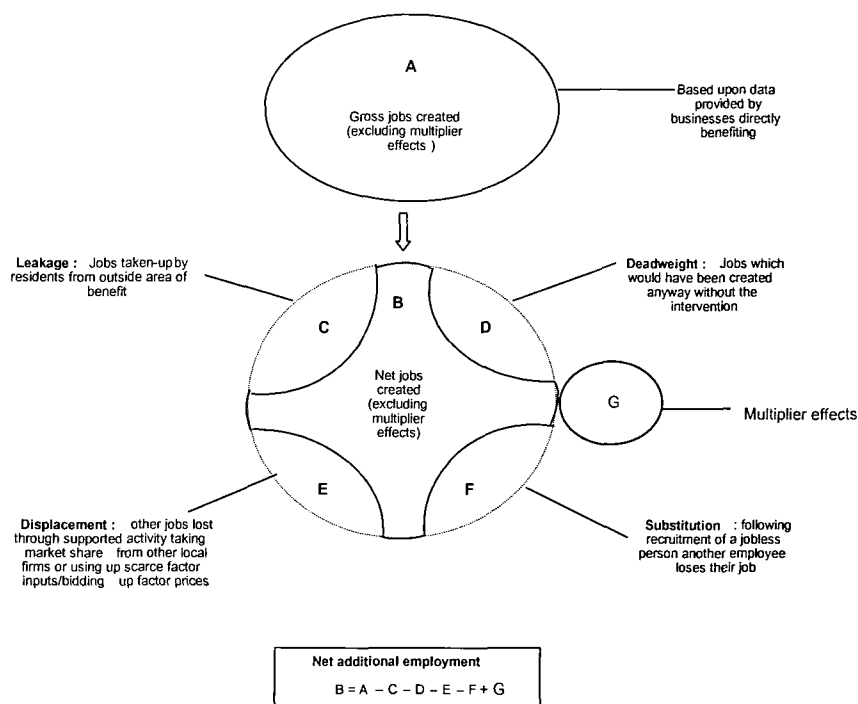 A
Gross jobs created
(excluding multiplier
effects )
Based upon data
provided by
businesses directly
benefiting
Leakage : Jobs taken-up by
residents from outside area of
benefit
Deadweight : Jobs which
would have been created
anyway without the
intervention
B
C
D
Net jobs
created
(excluding
multiplier
effects)
G
Multiplier effects
E
F
Displacement : other jobs lost
through supported activity taking
market share from other local
firms or using up scarce factor
inputs/bidding up factor prices
Substitution : following
recruitment of a jobless
person another employee
loses their job
Net additional employment
B = A – C – D – E – F + G